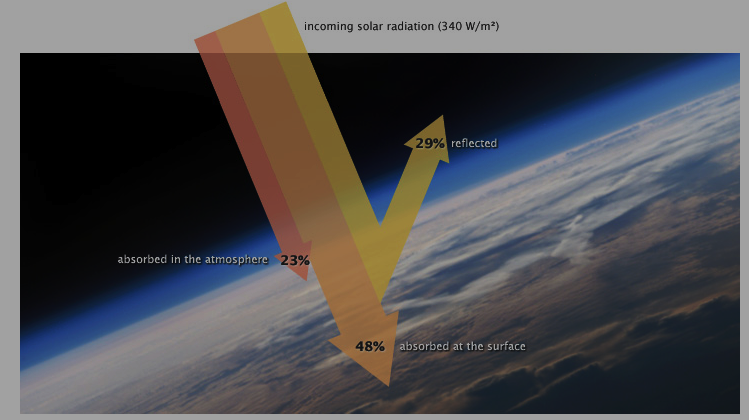 incoming solar radiation (340 W/m²)
29% reflected
absorbed in the atmosphere 23%
48% absorbed at the surface